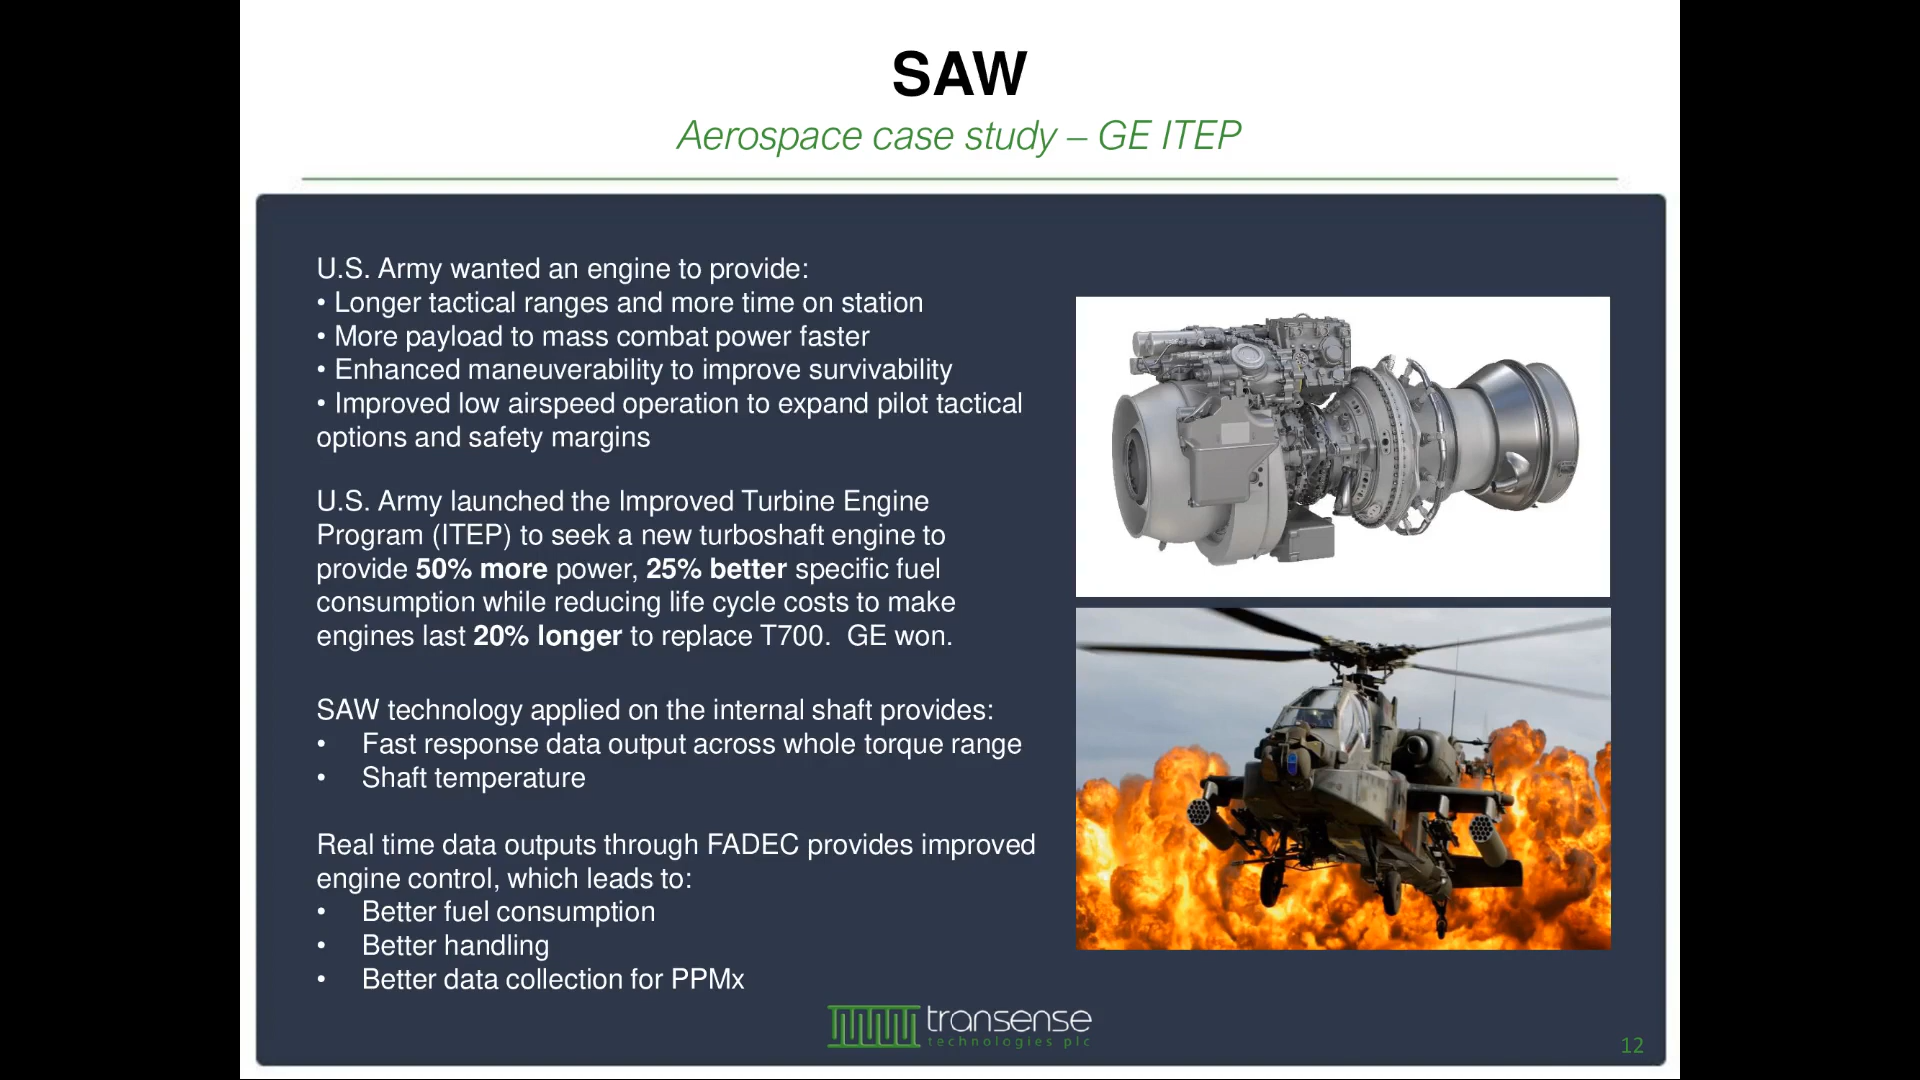 SAW
Aerospace case study – GE ITEP
U.S. Army wanted an engine to provide:
• Longer tactical ranges and more time on station
• More payload to mass combat power faster
• Enhanced maneuverability to improve survivability
• Improved low airspeed operation to expand pilot tactical
options and safety margins
U.S. Army launched the Improved Turbine Engine
Program (ITEP) to seek a new turboshaft engine to
provide 50% more power, 25% better specific fuel
consumption while reducing life cycle costs to make
engines last 20% longer to replace T700.  GE won.
SAW technology applied on the internal shaft provides:
• Fast response data output across whole torque range
• Shaft temperature
Real time data outputs through FADEC provides improved
engine control, which leads to:
• Better fuel consumption
• Better handling
• Better data collection for PPMx
transense
technologies plc
12